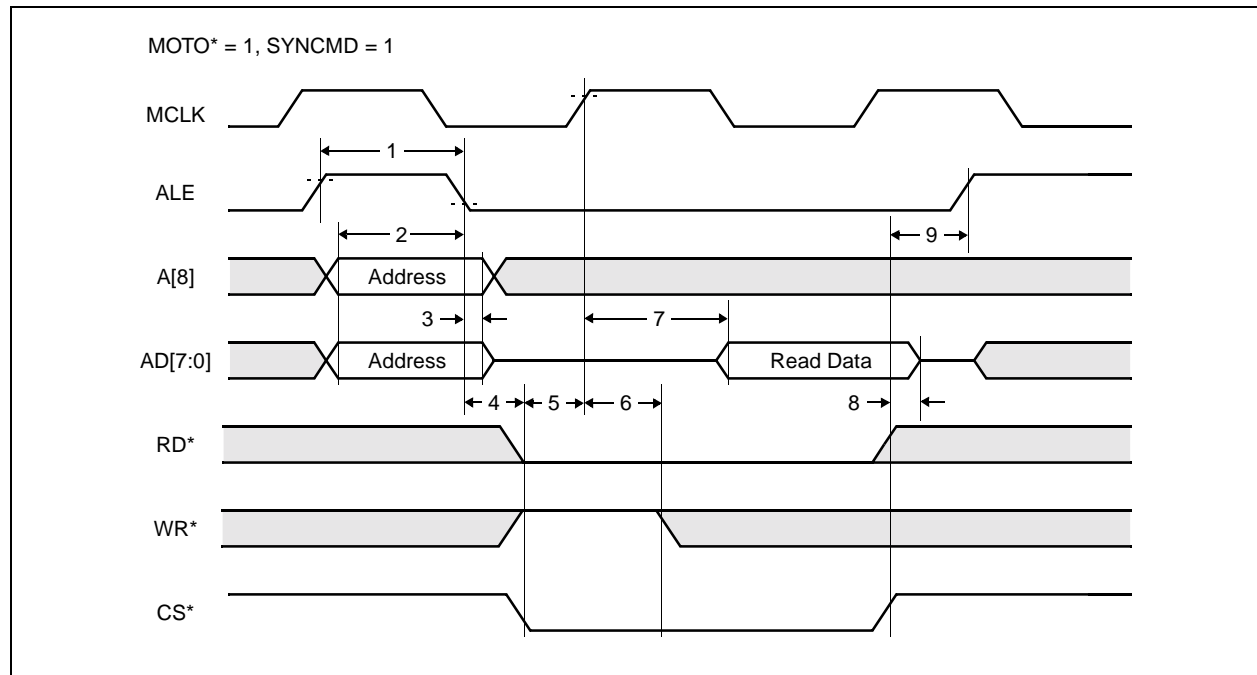 MOTO* = 1, SYNCMD = 1
MCLK
1
ALE
2
9
A[8]
Address
3
7
AD[7:0]
Address
Read Data
4
5
6
8
RD*
WR*
CS*